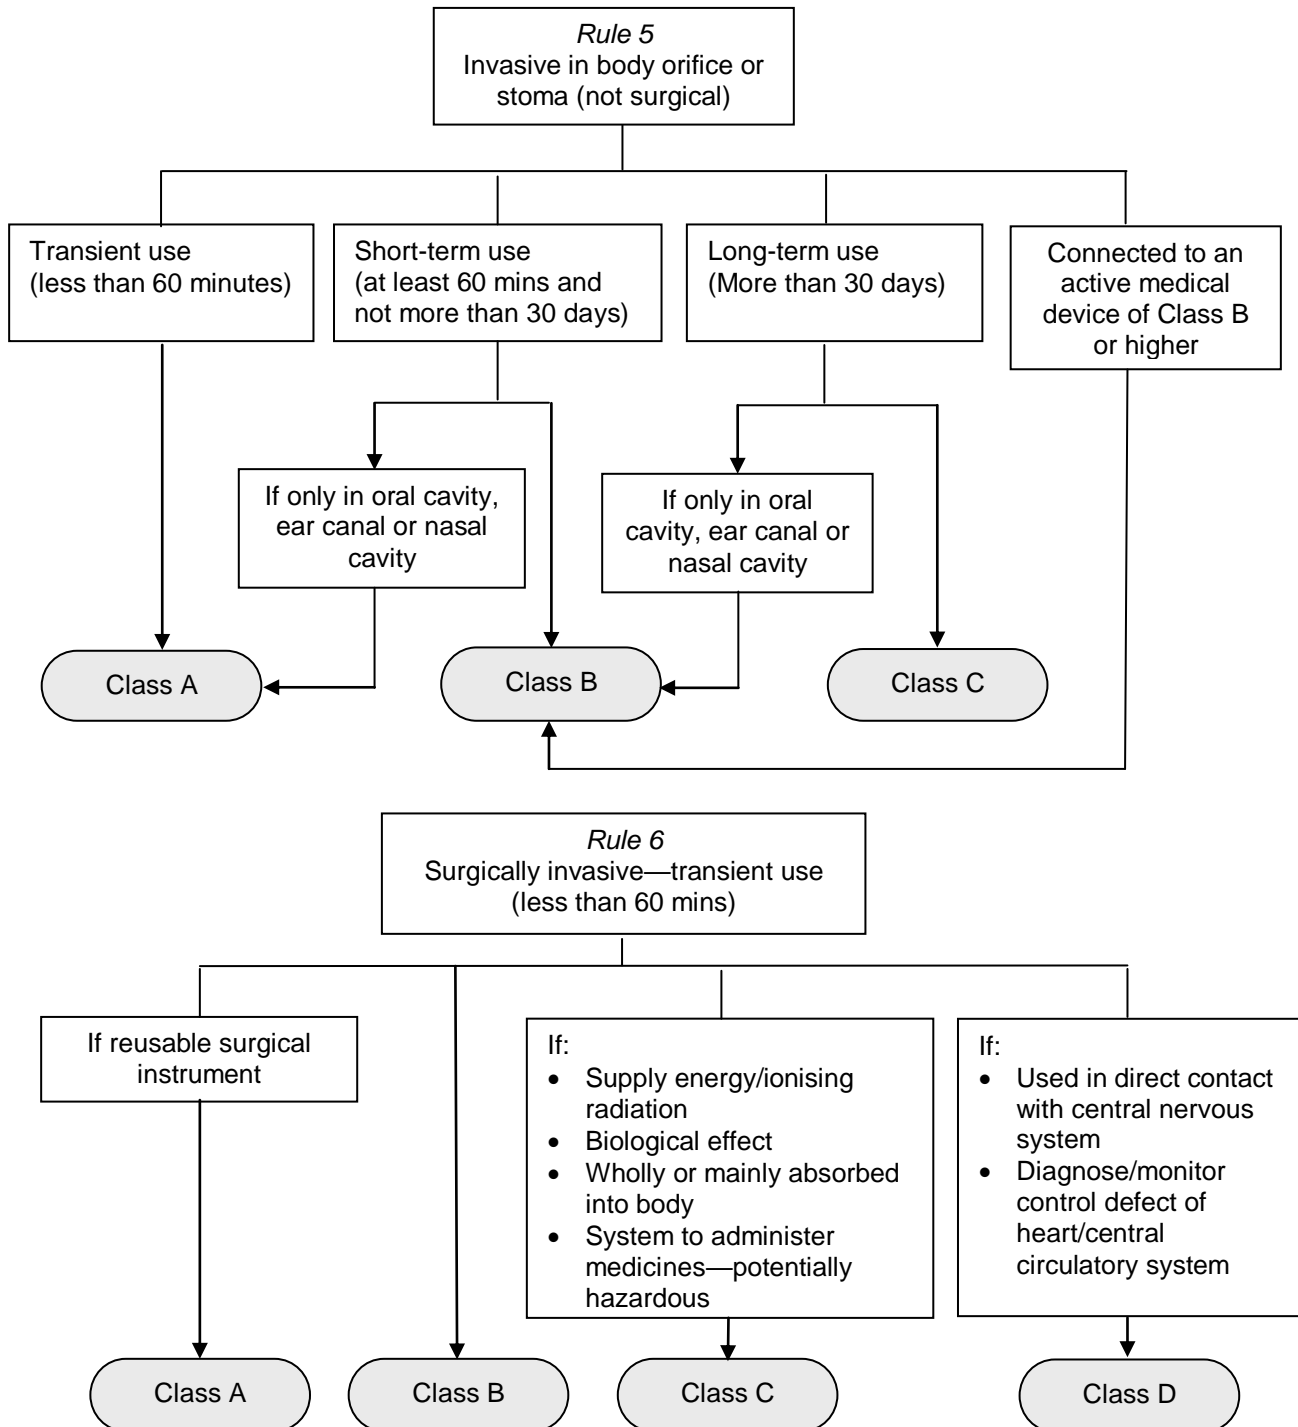 Rule 5
Invasive in body orifice or
stoma (not surgical)
Transient use
(less than 60 minutes)
Short-term use
(at least 60 mins and
not more than 30 days)
Long-term use
(More than 30 days)
Connected to an
active medical
device of Class B
or higher
If only in oral cavity,
ear canal or nasal
cavity
If only in oral
cavity, ear canal or
nasal cavity
Class A
Class B
Class C
Rule 6
Surgically invasive—transient use
(less than 60 mins)
If reusable surgical
instrument
If:
• Supply energy/ionising
radiation
• Biological effect
• Wholly or mainly absorbed
into body
• System to administer
medicines—potentially
hazardous
If:
• Used in direct contact
with central nervous
system
• Diagnose/monitor
control defect of
heart/central
circulatory system
Class A
Class B
Class C
Class D